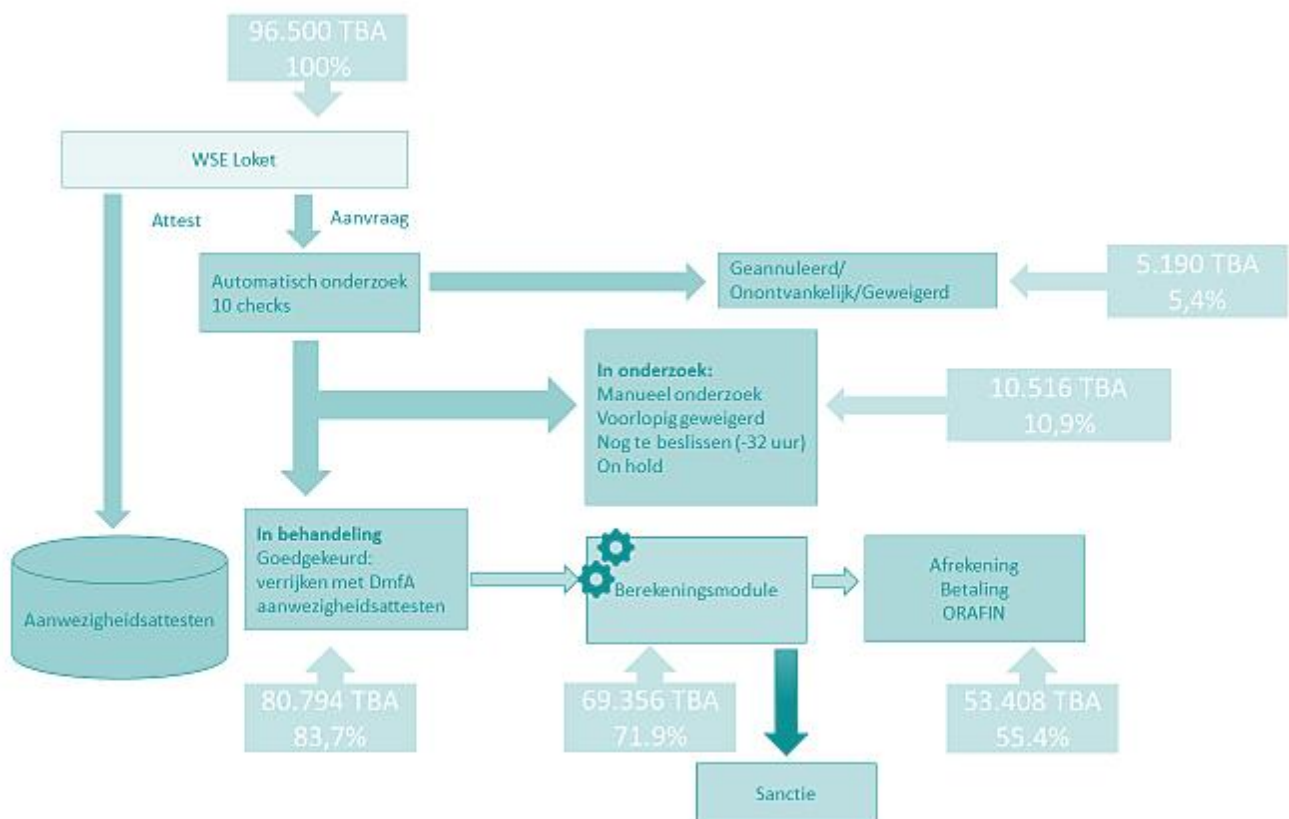 96.500 TBA
100%
WSE Loket
Attest
Aanvraag
Automatisch onderzoek
10 checks
Geannuleerd/
Onontvankelijk/Geweigerd
5.190 TBA
5,4%
In onderzoek:
Manueel onderzoek
Voorlopig geweigerd
Nog te beslissen (-32 uur)
On hold
10.516 TBA
10,9%
Aanwezigheidsattesten
In behandeling
Goedgekeurd:
verrijken met DmfA
aanwezigheidsattesten
Berekeningsmodule
Afrekening
Betaling
ORAFIN
80.794 TBA
83,7%
69.356 TBA
71.9%
53.408 TBA
55.4%
Sanctie